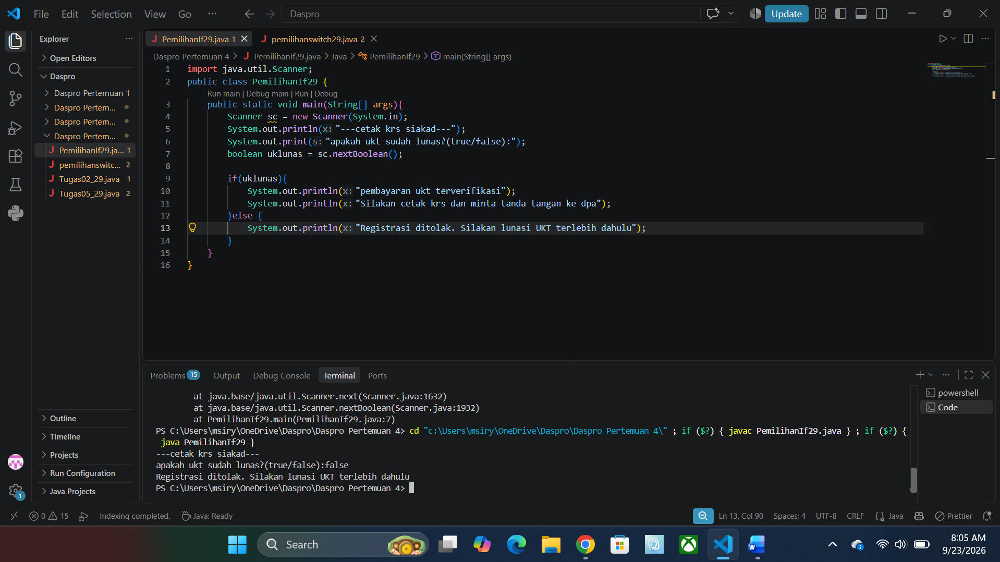 File Edit Selection View Go ··· Daspro Update
Explorer ···
Open Editors
Daspro
Daspro Pertemuan 1
Daspro Pertem...
Daspro Pertem...
Daspro Pertem...
PemilihanIf29.ja... 1
pemilihanswitc... 2
Tugas02_29.java 1
Tugas05_29.java 2
Outline
Timeline
Projects
Run Configuration
Java Projects
PemilihanIf29.java 1 pemilihanswitch29.java 2
Daspro Pertemuan 4 > PemilihanIf29.java > Java > PemilihanIf29 > main(String[] args)
1 import java.util.Scanner;
2 public class PemilihanIf29 {
Run main | Debug main | Run | Debug
3 public static void main(String[] args){
4 Scanner sc = new Scanner(System.in);
5 System.out.println(x: "---cetak krs siakad---");
6 System.out.print(s: "apakah ukt sudah lunas?(true/false):");
7 boolean uklunas = sc.nextBoolean();
8
9 if(uklunas){
10 System.out.println(x: "pembayaran ukt terverifikasi");
11 System.out.println(x: "Silakan cetak krs dan minta tanda tangan ke dpa");
12 }else {
13 System.out.println(x: "Registrasi ditolak. Silakan lunasi UKT terlebih dahulu");
14 }
15 }
16 }
Problems 15 Output Debug Console Terminal Ports
at java.base/java.util.Scanner.next(Scanner.java:1632)
at java.base/java.util.Scanner.nextBoolean(Scanner.java:1932)
at PemilihanIf29.main(PemilihanIf29.java:7)
PS C:\Users\msiry\OneDrive\Daspro\Daspro Pertemuan 4> cd "c:\Users\msiry\OneDrive\Daspro\Daspro Pertemuan 4\" ; if ($?) { javac PemilihanIf29.java } ; if ($?) {
java PemilihanIf29 }
---cetak krs siakad---
apakah ukt sudah lunas?(true/false):false
Registrasi ditolak. Silakan lunasi UKT terlebih dahulu
PS C:\Users\msiry\OneDrive\Daspro\Daspro Pertemuan 4>
powershell
Code
1
0 15 Indexing completed. Java: Ready Ln 13, Col 90 Spaces: 4 UTF-8 CRLF {} Java Prettier
Search
8:05 AM
9/23/2026